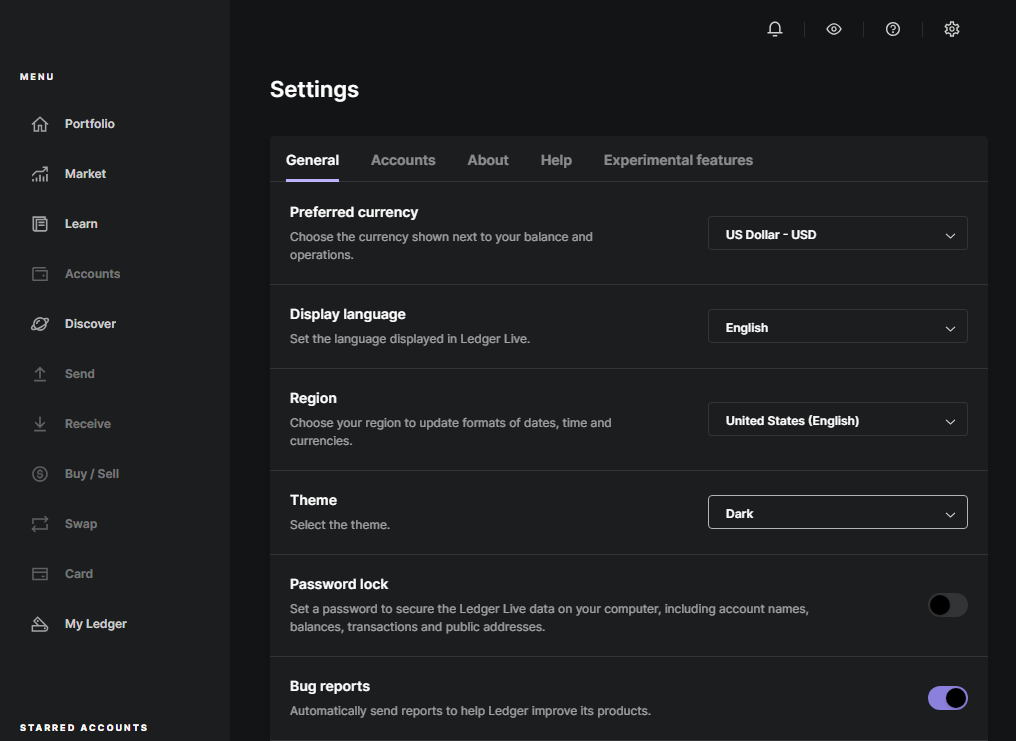 MENU
Portfolio
Market
Learn
Accounts
Discover
Send
Receive
Buy / Sell
Swap
Card
My Ledger
STARRED ACCOUNTS
Settings
General Accounts About Help Experimental features
Preferred currency
Choose the currency shown next to your balance and
operations.
US Dollar - USD
Display language
Set the language displayed in Ledger Live.
English
Region
Choose your region to update formats of dates, time and
currencies.
United States (English)
Theme
Select the theme.
Dark
Password lock
Set a password to secure the Ledger Live data on your computer, including account names,
balances, transactions and public addresses.
Bug reports
Automatically send reports to help Ledger improve its products.